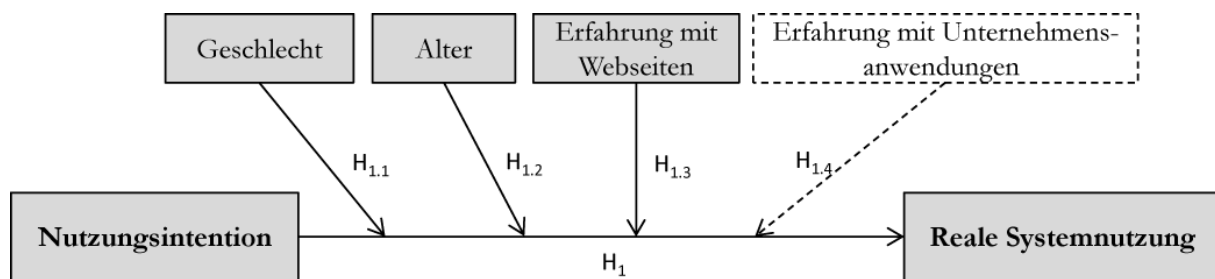 Geschlecht
Alter
Erfahrung mit
Webseiten
Erfahrung mit Unternehmens-
anwendungen
H1.1
H1.2
H1.3
H1.4
Nutzungsintention
Reale Systemnutzung
H1